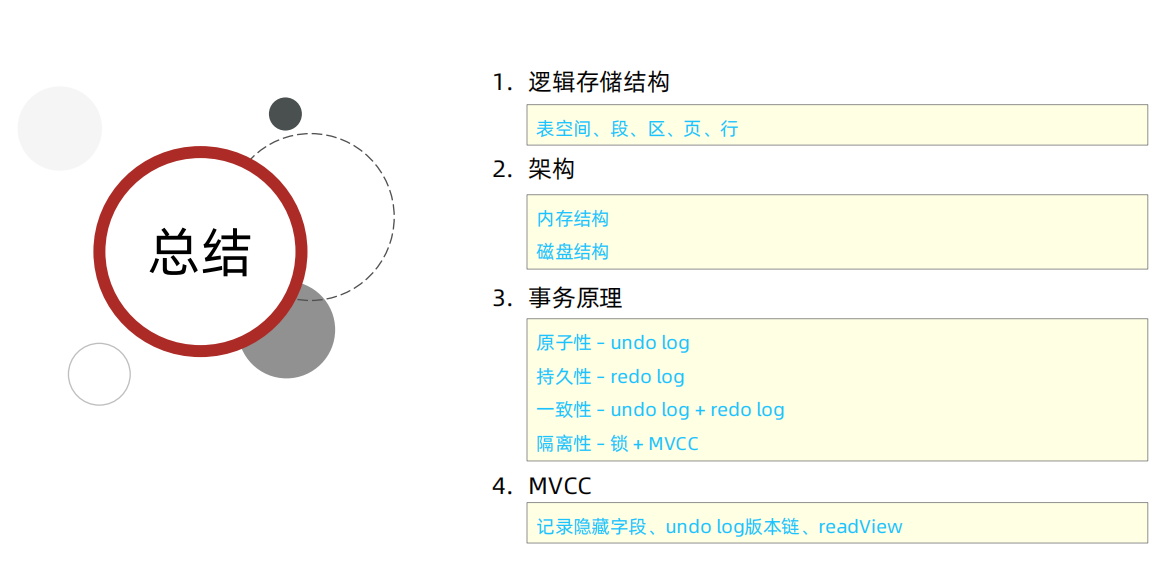 总结
1. 逻辑存储结构
表空间、段、区、页、行
2. 架构
内存结构
磁盘结构
3. 事务原理
原子性 – undo log
持久性 – redo log
一致性 – undo log + redo log
隔离性 – 锁 + MVCC
4. MVCC
记录隐藏字段、undo log版本链、readView